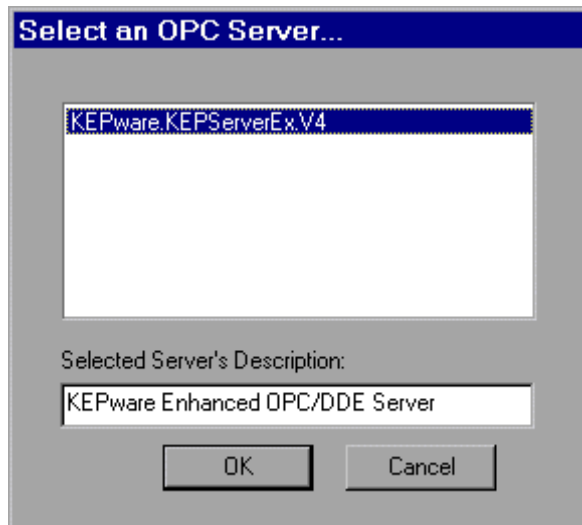 Select an OPC Server...
KEPware.KEPServerEx.V4
Selected Server's Description:
KEPware Enhanced OPC/DDE Server
OK
Cancel